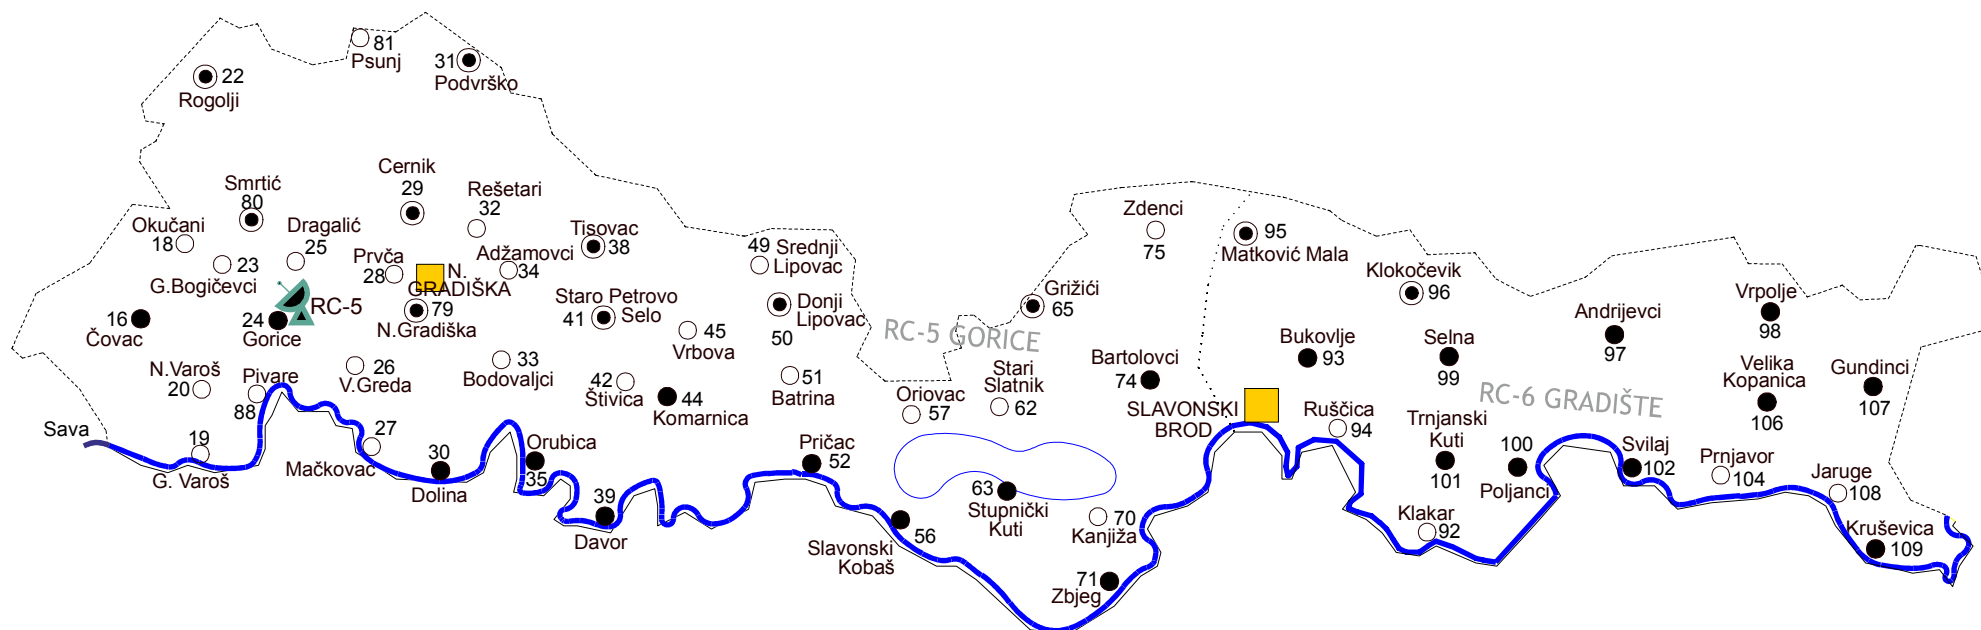 81
Psunj
31
Podvrško
22
Rogolji
Cernik
29
Smrtić
80
Rešetari
32
Okučani
18
Dragalić
25
Tisovac
38
23
G.Bogičevci
Prvča
28
N.
GRADIŠKA
Adžamovci
34
49
Srednji
Lipovac
Zdenci
75
95
Matković Mala
Klokočevik
96
RC-5
16
Čovac
24
Gorice
79
N.Gradiška
Staro Petrovo
Selo
41
45
Vrbova
Donji
Lipovac
50
RC-5 GORICE
Grižići
65
Bukovlje
93
Selna
99
Andrijevci
97
Vrpolje
98
N.Varoš
20
Pivare
88
26
V.Greda
33
Bodovaljci
42
Štivica
44
Komarnica
51
Batrina
Oriovac
57
Stari
Slatnik
62
Bartolovci
74
SLAVONSKI
BROD
Ruščica
94
RC-6 GRADIŠTE
Trnjanski
Kuti
101
Velika
Kopanica
106
Gundinci
107
Sava
19
G. Varoš
27
Mačkovac
30
Dolina
Orubica
35
39
Davor
Pričac
52
Slavonski
Kobaš
56
63
Stupnički
Kuti
70
Kanjiža
71
Zbjeg
Klakar
92
100
Poljanci
Svilaj
102
Prnjavor
104
Jaruge
108
Kruševica
109